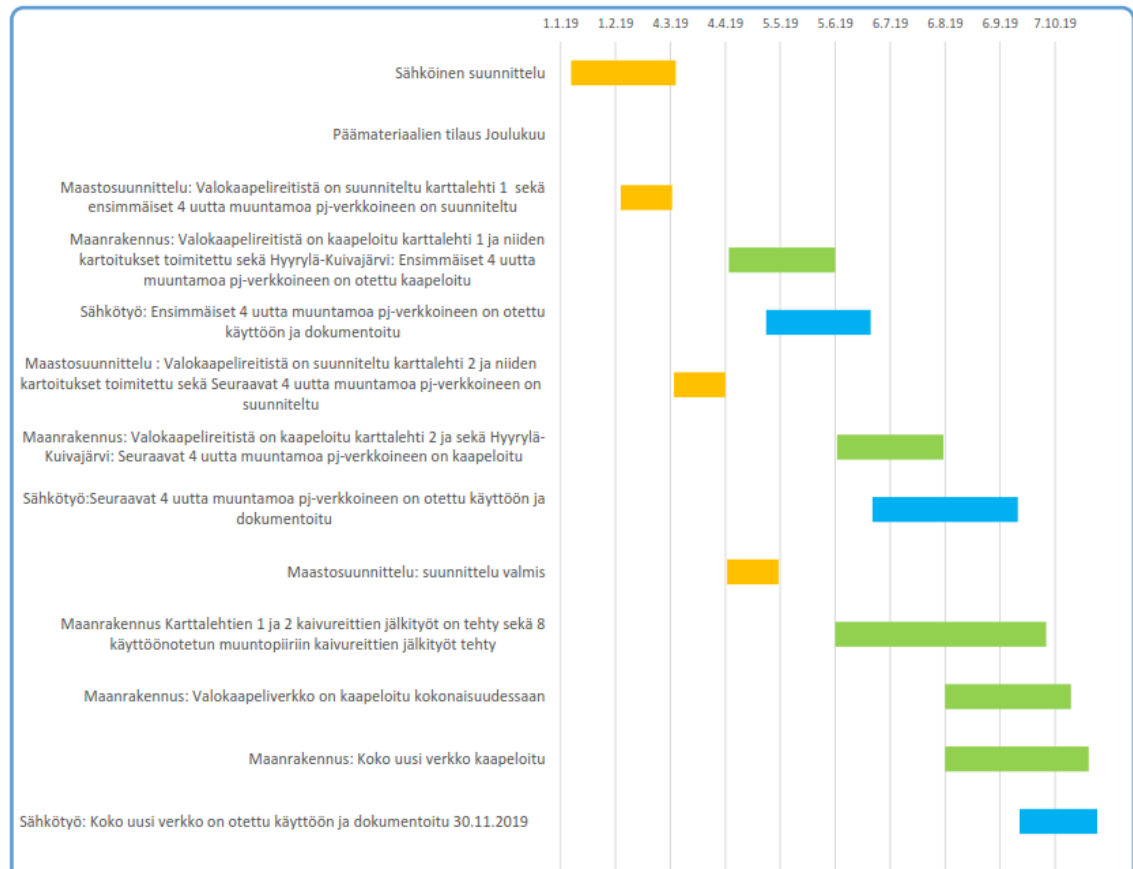 1.1.19 1.2.19 4.3.19 4.4.19 5.5.19 5.6.19 6.7.19 6.8.19 6.9.19 7.10.19
Sähköinen suunnittelu
Päämateriaalien tilaus Joulukuu
Maastosuunnittelu: Valokaapelireitistä on suunniteltu karttalehti 1 sekä
ensimmäiset 4 uutta muuntamoa pj-verkkoineen on suunniteltu
Maanrakennus: Valokaapelireitistä on kaapeloitu karttalehti 1 ja niiden
kartoitukset toimitettu sekä Hyyrylä-Kuivajärvi: Ensimmäiset 4 uutta
muuntamoa pj-verkkoineen on otettu kaapeloitu
Sähkötyö: Ensimmäiset 4 uutta muuntamoa pj-verkkoineen on otettu
käyttöön ja dokumentoitu
Maastosuunnittelu : Valokaapelireitistä on suunniteltu karttalehti 2 ja niiden
kartoitukset toimitettu sekä Seuraavat 4 uutta muuntamoa pj-verkkoineen on
suunniteltu
Maanrakennus: Valokaapelireitistä on kaapeloitu karttalehti 2 ja sekä Hyyrylä-
Kuivajärvi: Seuraavat 4 uutta muuntamoa pj-verkkoineen on kaapeloitu
Sähkötyö:Seuraavat 4 uutta muuntamoa pj-verkkoineen on otettu käyttöön ja
dokumentoitu
Maastosuunnittelu: suunnittelu valmis
Maanrakennus Karttalehtien 1 ja 2 kaivureittien jälkityöt on tehty sekä 8
käyttöönotetun muuntopiiriin kaivureittien jälkityöt tehty
Maanrakennus: Valokaapeliverkko on kaapeloitu kokonaisuudessaan
Maanrakennus: Koko uusi verkko kaapeloitu
Sähkötyö: Koko uusi verkko on otettu käyttöön ja dokumentoitu 30.11.2019